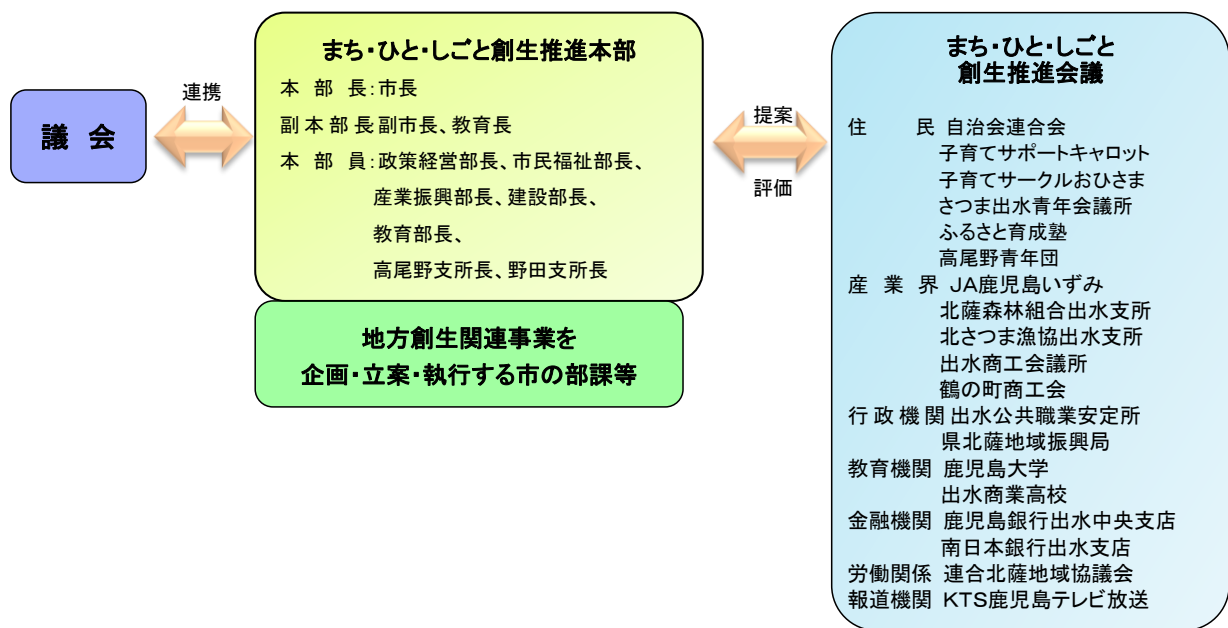 議 会
連携
まち・ひと・しごと創生推進本部
本 部 長:市長
副本部長 副市長、教育長
本 部 員:政策経営部長、市民福祉部長、
産業振興部長、建設部長、
教育部長、
高尾野支所長、野田支所長
地方創生関連事業を
企画・立案・執行する市の部課等
提案
評価
まち・ひと・しごと
創生推進会議
住 民 自治会連合会
子育てサポートキャロット
子育てサークルおひさま
さつま出水青年会議所
ふるさと育成塾
高尾野青年団
産 業 界 JA鹿児島いずみ
北薩森林組合出水支所
北さつま漁協出水支所
出水商工会議所
鶴の町商工会
行政機関 出水公共職業安定所
県北薩地域振興局
教育機関 鹿児島大学
出水商業高校
金融機関 鹿児島銀行出水中央支店
南日本銀行出水支店
労働関係 連合北薩地域協議会
報道機関 KTS鹿児島テレビ放送